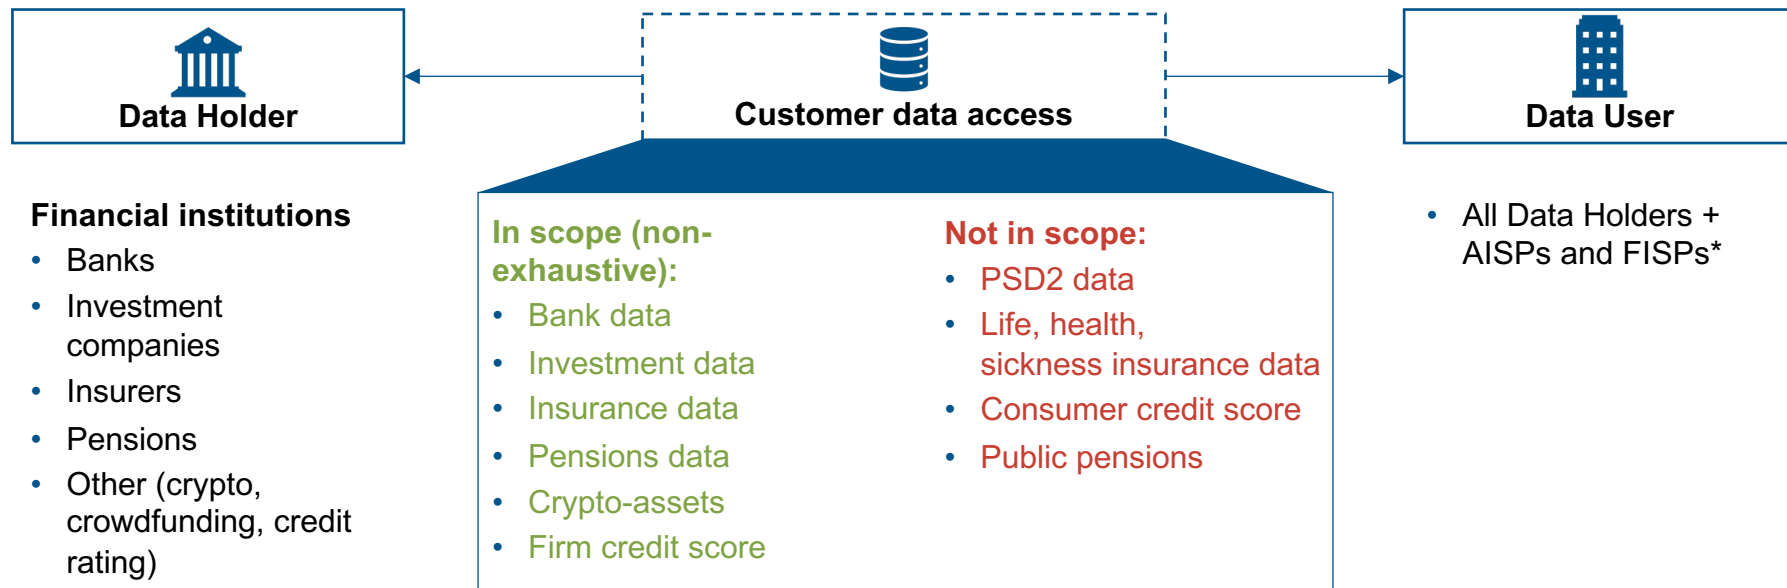 Data Holder
Customer data access
Data User
Financial institutions
• Banks
• Investment
companies
• Insurers
• Pensions
• Other (crypto,
crowdfunding, credit
rating)
In scope (non-
exhaustive):
• Bank data
• Investment data
• Insurance data
• Pensions data
• Crypto-assets
• Firm credit score
Not in scope:
• PSD2 data
• Life, health,
sickness insurance data
• Consumer credit score
• Public pensions
• All Data Holders +
AISPs and FISPs*